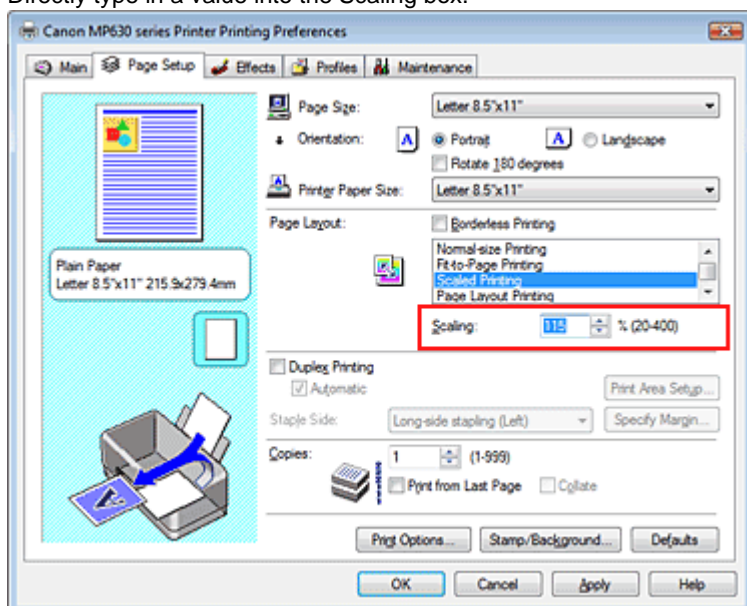 Directly type in a value into the Scaling box.
Canon MP630 series Printer Printing Preferences
Main Page Setup Effects Profiles Maintenance
Page Size: Letter 8.5"x11"
Orientation: A Portrait A Landscape
Rotate 180 degrees
Printer Paper Size: Letter 8.5"x11"
Page Layout: Borderless Printing
Normal-size Printing
Fit-to-Page Printing
Scaled Printing
Page Layout Printing
Plain Paper
Letter 8.5"x11" 215.9x279.4mm
Scaling: 115 % (20-400)
Duplex Printing
Automatic Print Area Setup...
Staple Side: Long-side stapling (Left) Specify Margin...
Copies: 1 (1-999)
Print from Last Page Collate
Print Options... Stamp/Background... Defaults
OK Cancel Apply Help